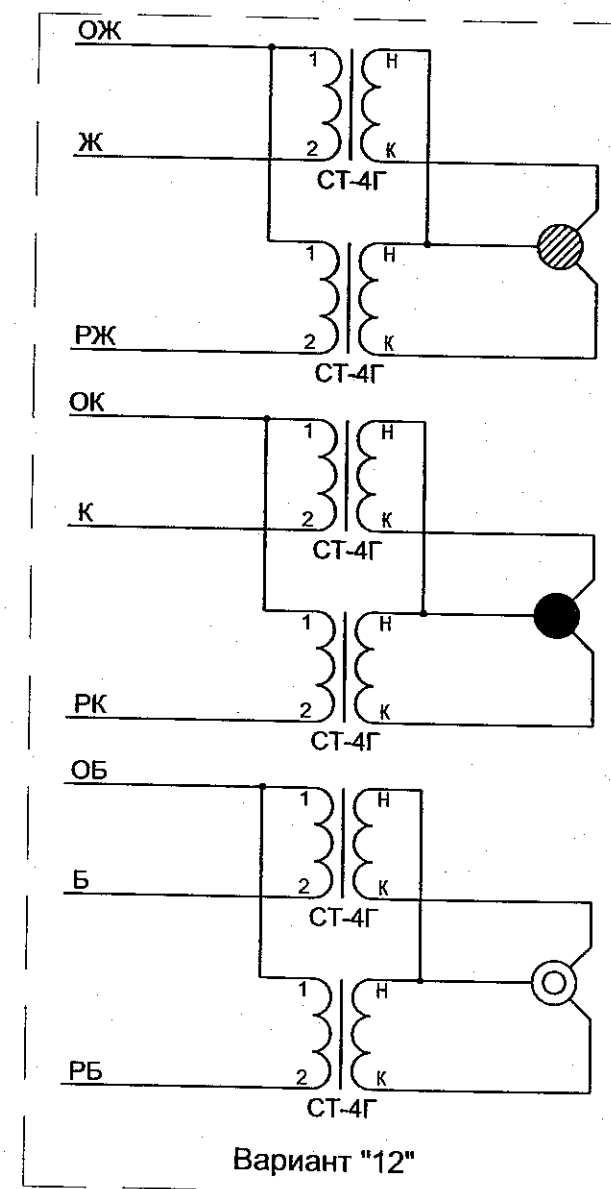 ОЖ
1 Н
Ж
2 К
СТ-4Г
1 Н
РЖ
2 К
СТ-4Г
ОК
1 Н
К
2 К
СТ-4Г
1 Н
РК
2 К
СТ-4Г
ОБ
1 Н
Б
2 К
СТ-4Г
1 Н
РБ
2 К
СТ-4Г
Вариант "12"